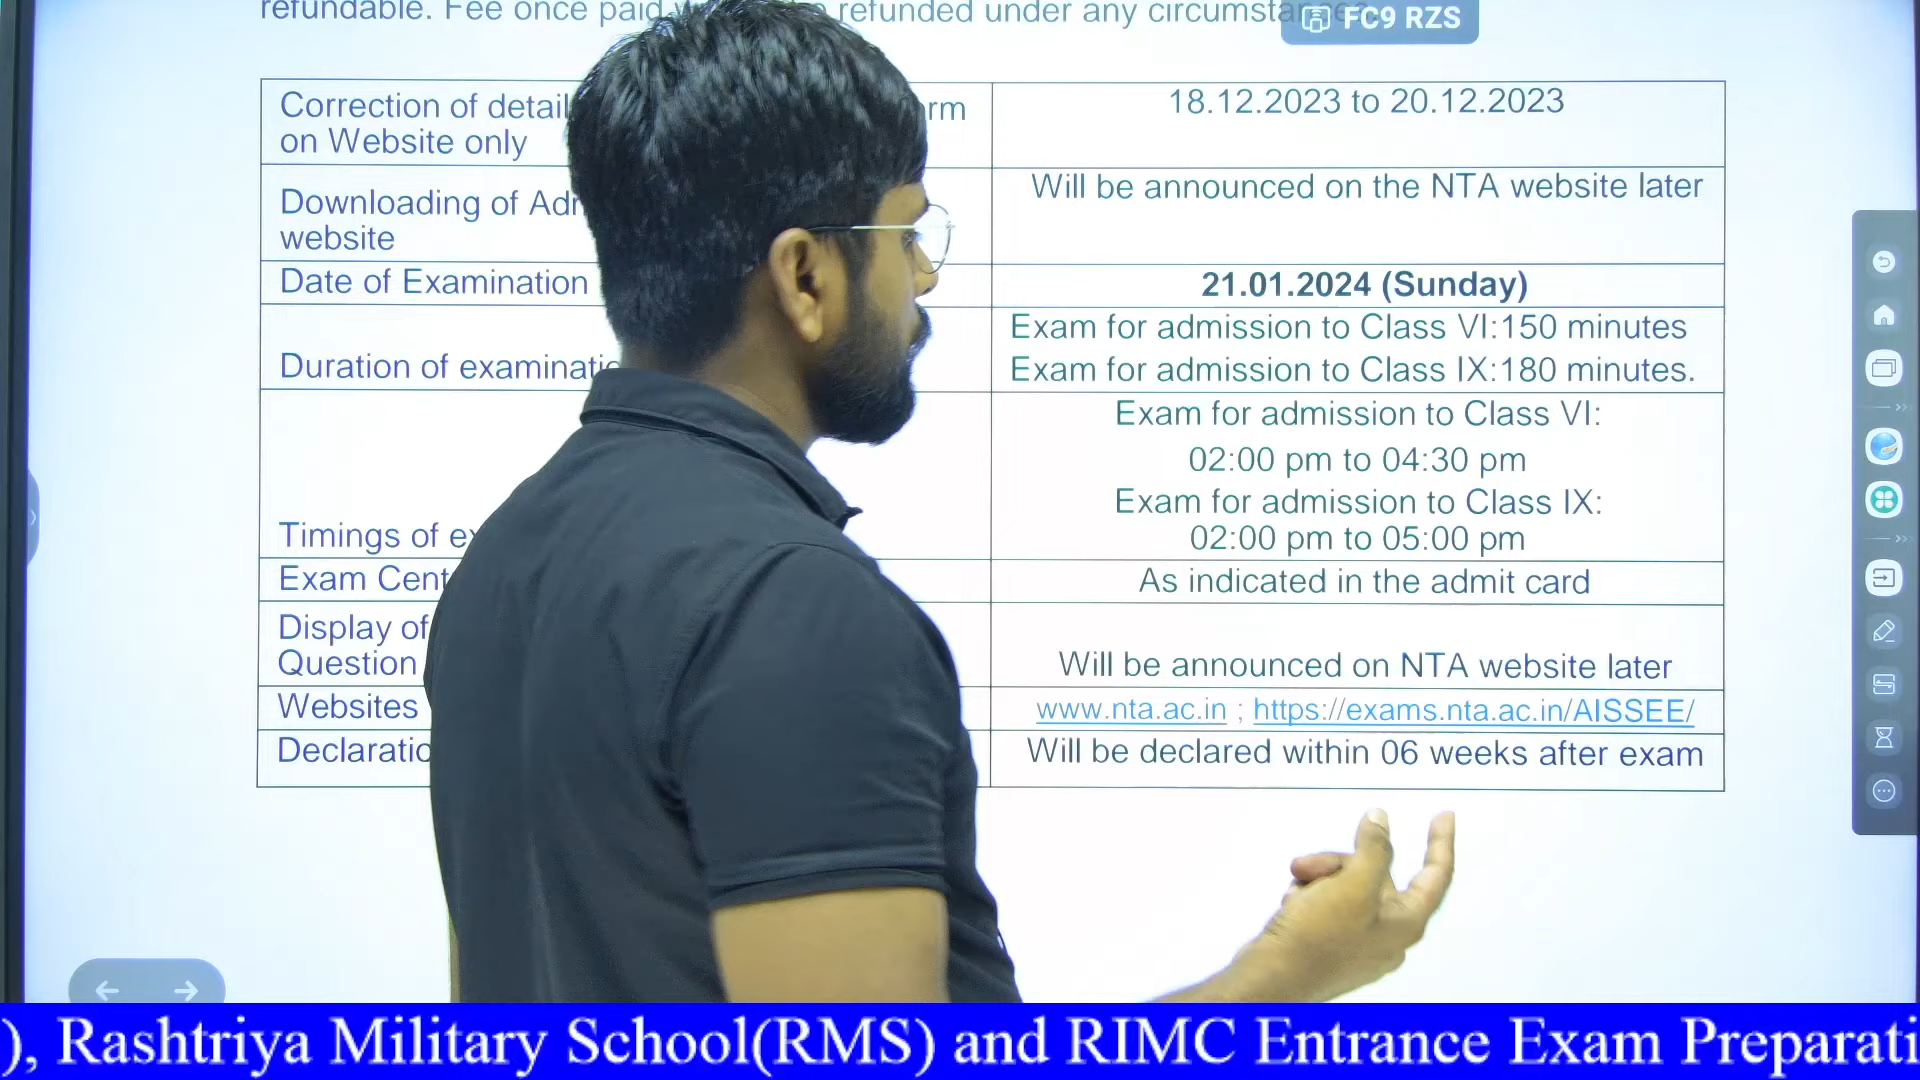 refundable. Fee once paid refunded under any circumstances
FC9 RZS
Correction of detail rm
on Website only
18.12.2023 to 20.12.2023
Downloading of Adm
website
Will be announced on the NTA website later
Date of Examination
21.01.2024 (Sunday)
Duration of examinatio
Exam for admission to Class VI:150 minutes
Exam for admission to Class IX:180 minutes.
Timings of ex
Exam for admission to Class VI:
02:00 pm to 04:30 pm
Exam for admission to Class IX:
02:00 pm to 05:00 pm
Exam Cent
As indicated in the admit card
Display of
Question
Will be announced on NTA website later
Websites
www.nta.ac.in ; https://exams.nta.ac.in/AISSEE/
Declaratio
Will be declared within 06 weeks after exam
), Rashtriya Military School(RMS) and RIMC Entrance Exam Preparati